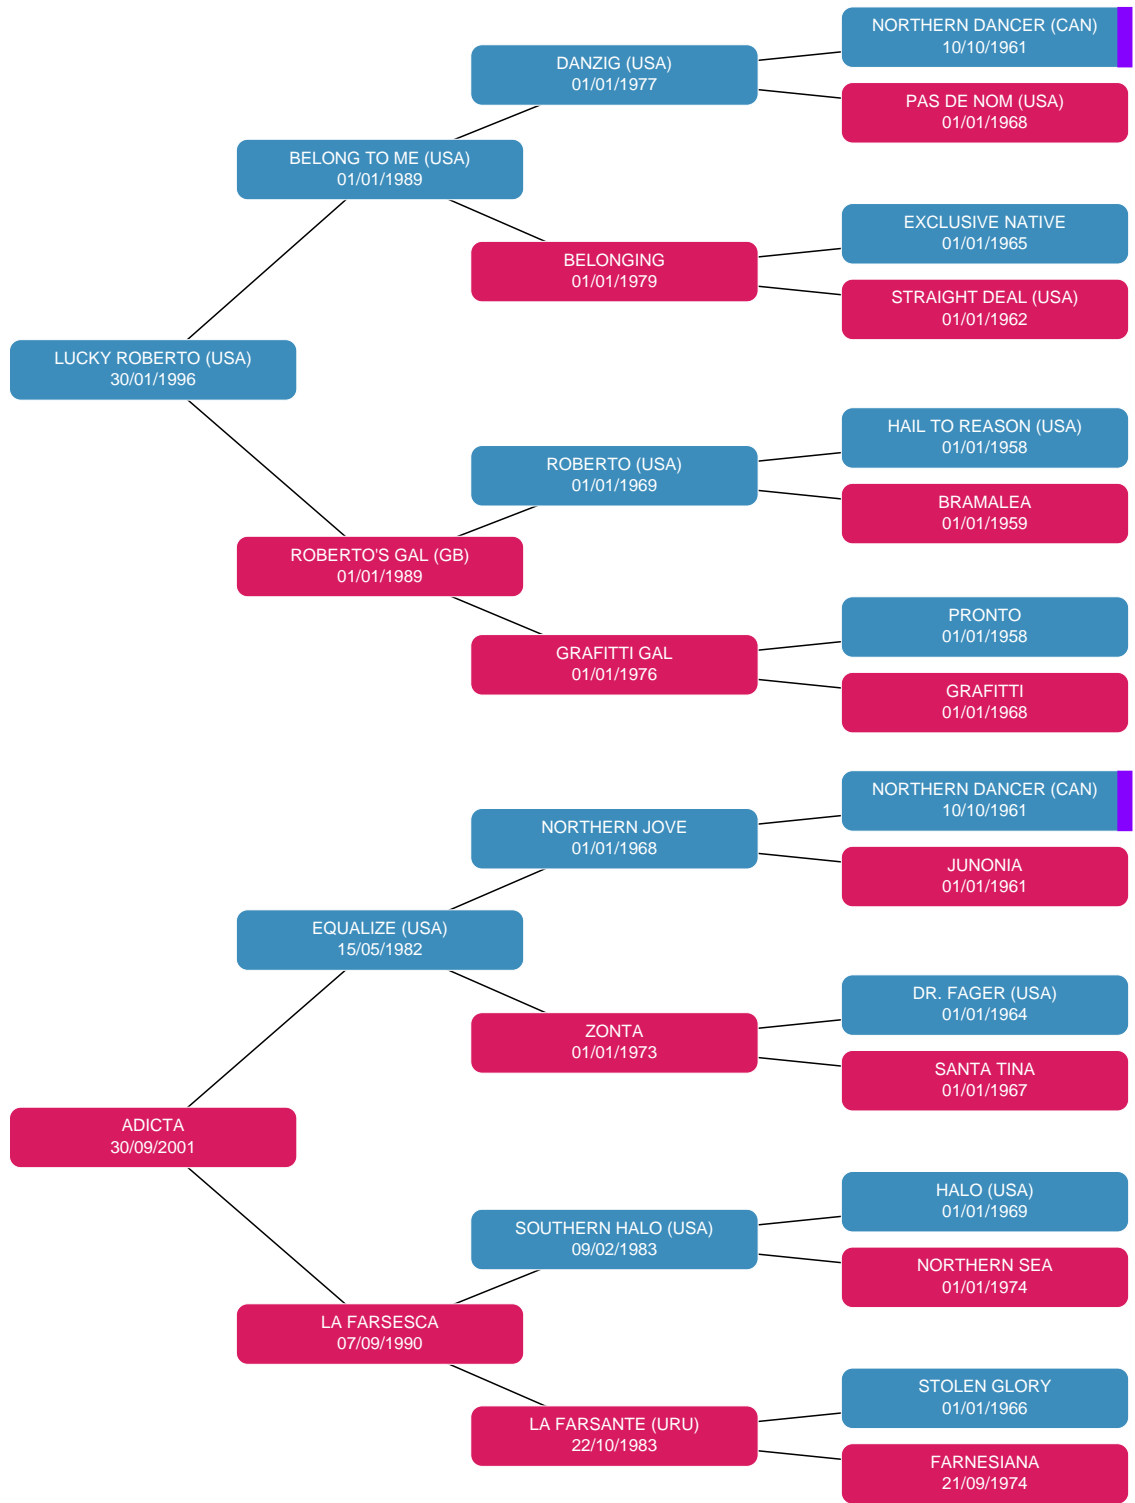 NORTHERN DANCER (CAN)
10/10/1961
DANZIG (USA)
01/01/1977
PAS DE NOM (USA)
01/01/1968
BELONG TO ME (USA)
01/01/1989
EXCLUSIVE NATIVE
01/01/1965
BELONGING
01/01/1979
STRAIGHT DEAL (USA)
01/01/1962
LUCKY ROBERTO (USA)
30/01/1996
HAIL TO REASON (USA)
01/01/1958
ROBERTO (USA)
01/01/1969
BRAMALEA
01/01/1959
ROBERTO'S GAL (GB)
01/01/1989
PRONTO
01/01/1958
GRAFITTI GAL
01/01/1976
GRAFITTI
01/01/1968
NORTHERN DANCER (CAN)
10/10/1961
NORTHERN JOVE
01/01/1968
JUNONIA
01/01/1961
EQUALIZE (USA)
15/05/1982
DR. FAGER (USA)
01/01/1964
ZONTA
01/01/1973
SANTA TINA
01/01/1967
ADICTA
30/09/2001
HALO (USA)
01/01/1969
SOUTHERN HALO (USA)
09/02/1983
NORTHERN SEA
01/01/1974
LA FARSESCA
07/09/1990
STOLEN GLORY
01/01/1966
LA FARSANTE (URU)
22/10/1983
FARNESIANA
21/09/1974